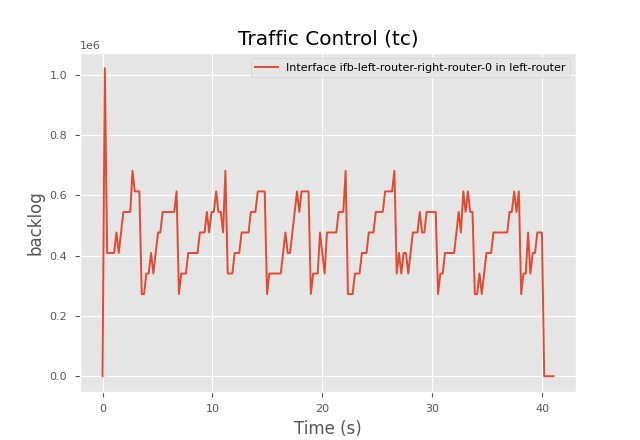 Traffic Control (tc)
1e6
Interface ifb-left-router-right-router-0 in left-router
1.0
0.8
0.6
0.4
0.2
0.0
backlog
0 10 20 30 40
Time (s)